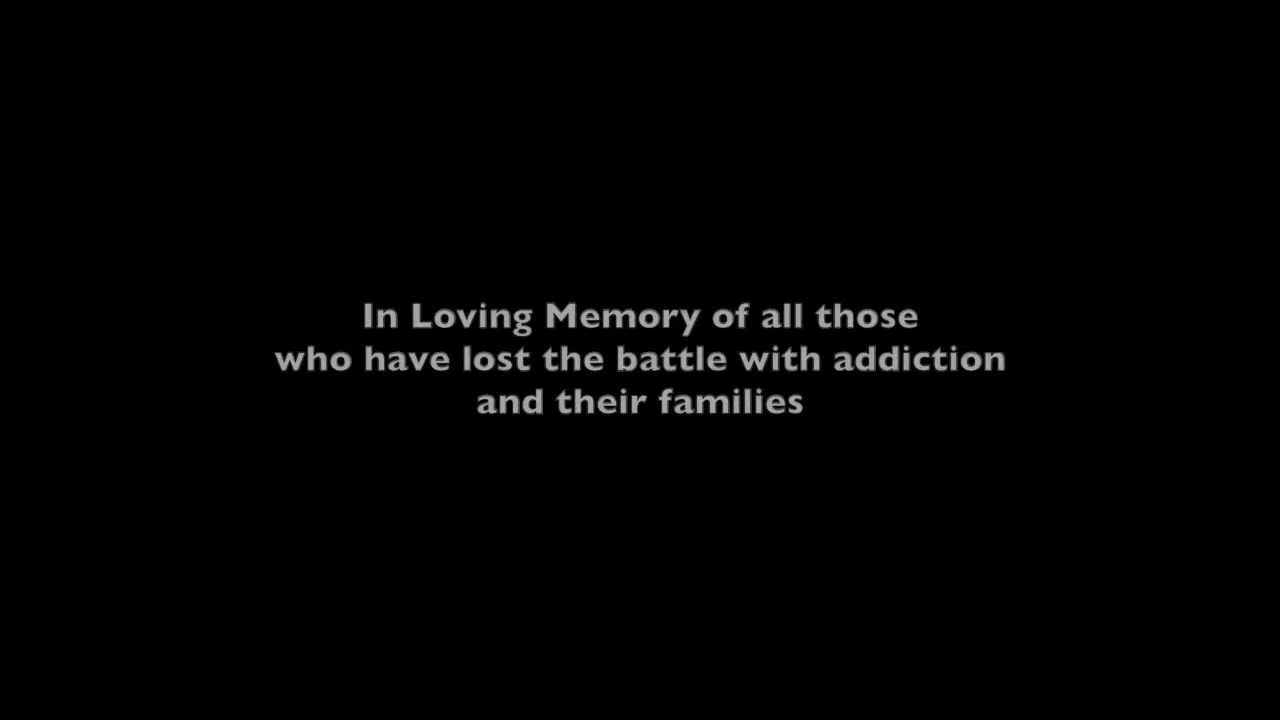 In Loving Memory of all those
who have lost the battle with addiction
and their families